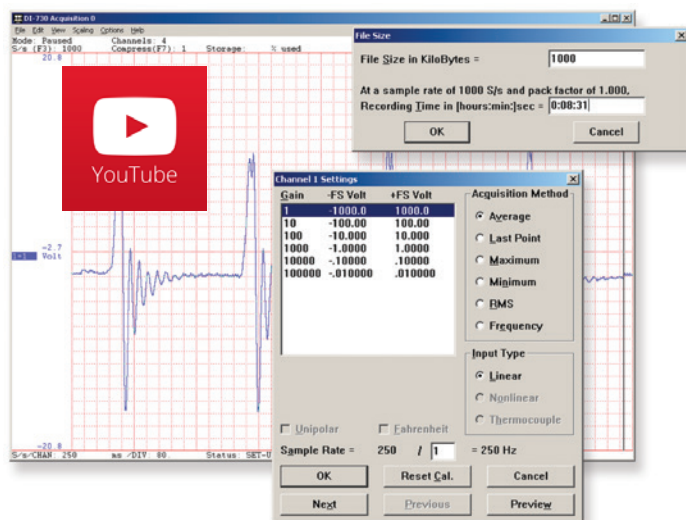 DI-730 Acquisition 0
File Edit View Scaling Options Help
Mode: Paused Channels: 4
S/s (F3): 1000 Compress(F7): 1 Storage: % used
20.8
-2.7
1=1 Volt
-20.8
S/s/CHAN: 250 ms /DIV: 80. Status: SET-U
YouTube
File Size
File Size in KiloBytes = 1000
At a sample rate of 1000 S/s and pack factor of 1.000,
Recording Time in [hours:min:]sec = 0:08:31
OK Cancel
Channel 1 Settings
Gain -FS Volt +FS Volt
1 -1000.0 1000.0
10 -100.00 100.00
100 -10.000 10.000
1000 -1.0000 1.0000
10000 -.10000 .10000
100000 -.010000 .010000
Acquisition Method
Average
Last Point
Maximum
Minimum
RMS
Frequency
Input Type
Linear
Nonlinear
Thermocouple
Unipolar Fahrenheit
Sample Rate = 250 / 1 = 250 Hz
OK Reset Cal. Cancel
Next Previous Preview